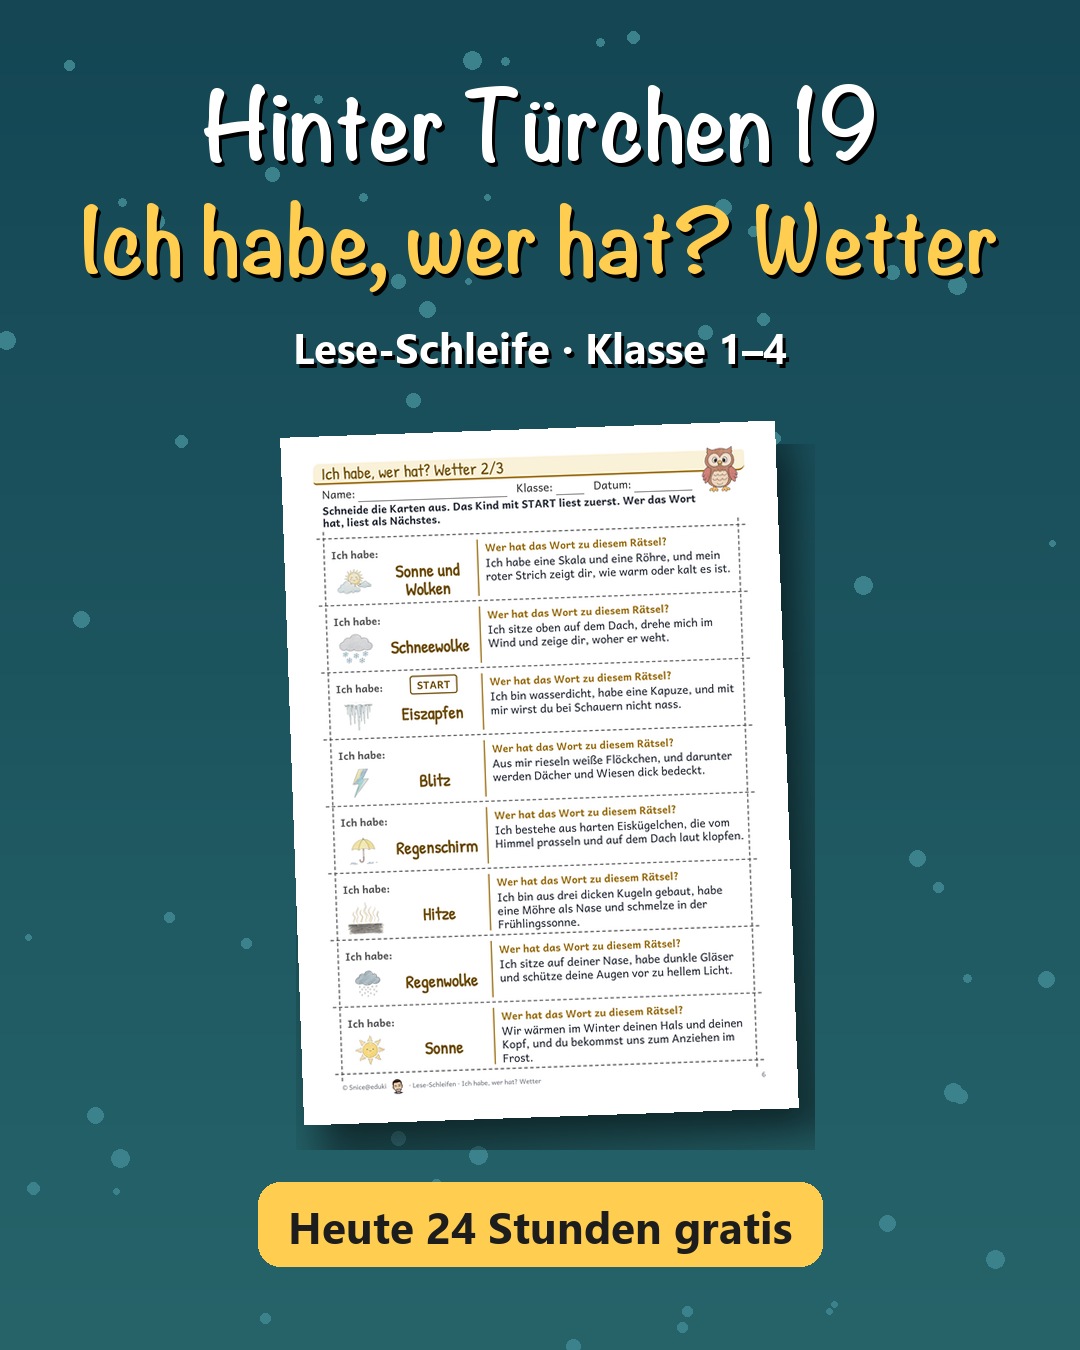 Hinter Türchen 19
Ich habe, wer hat? Wetter
Lese-Schleife · Klasse 1–4
Ich habe, wer hat? Wetter 2/3
Name: Klasse: Datum:
Schneide die Karten aus. Das Kind mit START liest zuerst. Wer das Wort
hat, liest als Nächstes.
Ich habe:
Sonne und
Wolken
Wer hat das Wort zu diesem Rätsel?
Ich habe eine Skala und eine Röhre, und mein
roter Strich zeigt dir, wie warm oder kalt es ist.
Ich habe:
Schneewolke
Wer hat das Wort zu diesem Rätsel?
Ich sitze oben auf dem Dach, drehe mich im
Wind und zeige dir, woher er weht.
Ich habe:
START
Eiszapfen
Wer hat das Wort zu diesem Rätsel?
Ich bin wasserdicht, habe eine Kapuze, und mit
mir wirst du bei Schauern nicht nass.
Ich habe:
Blitz
Wer hat das Wort zu diesem Rätsel?
Aus mir rieseln weiße Flöckchen, und darunter
werden Dächer und Wiesen dick bedeckt.
Ich habe:
Regenschirm
Wer hat das Wort zu diesem Rätsel?
Ich bestehe aus harten Eiskügelchen, die vom
Himmel prasseln und auf dem Dach laut klopfen.
Ich habe:
Hitze
Wer hat das Wort zu diesem Rätsel?
Ich bin aus drei dicken Kugeln gebaut, habe
eine Möhre als Nase und schmelze in der
Frühlingssonne.
Ich habe:
Regenwolke
Wer hat das Wort zu diesem Rätsel?
Ich sitze auf deiner Nase, habe dunkle Gläser
und schütze deine Augen vor zu hellem Licht.
Ich habe:
Sonne
Wer hat das Wort zu diesem Rätsel?
Wir wärmen im Winter deinen Hals und deinen
Kopf, und du bekommst uns zum Anziehen im
Frost.
© Snice@eduki · Lese-Schleifen · Ich habe, wer hat? Wetter
6
Heute 24 Stunden gratis